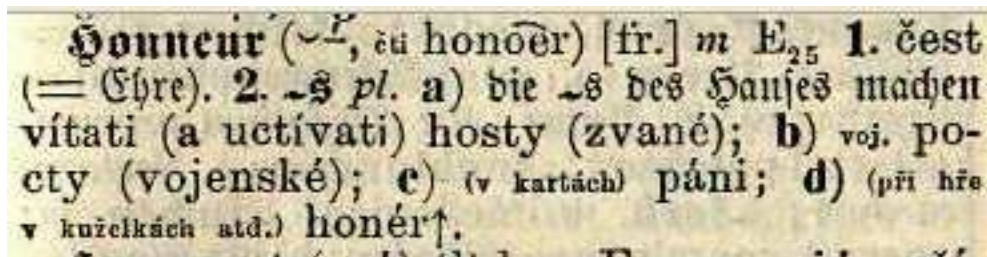 Honneur (⏑–́, čti honoer) [fr.] m E₂₅ 1. čest
(= Ehre). 2. -s pl. a) die -s des Hauses machen
vítati (a uctívati) hosty (zvané); b) voj. po-
cty (vojenské); c) (v kartách) páni; d) (při hře
v kuželkách atd.) honér↑.